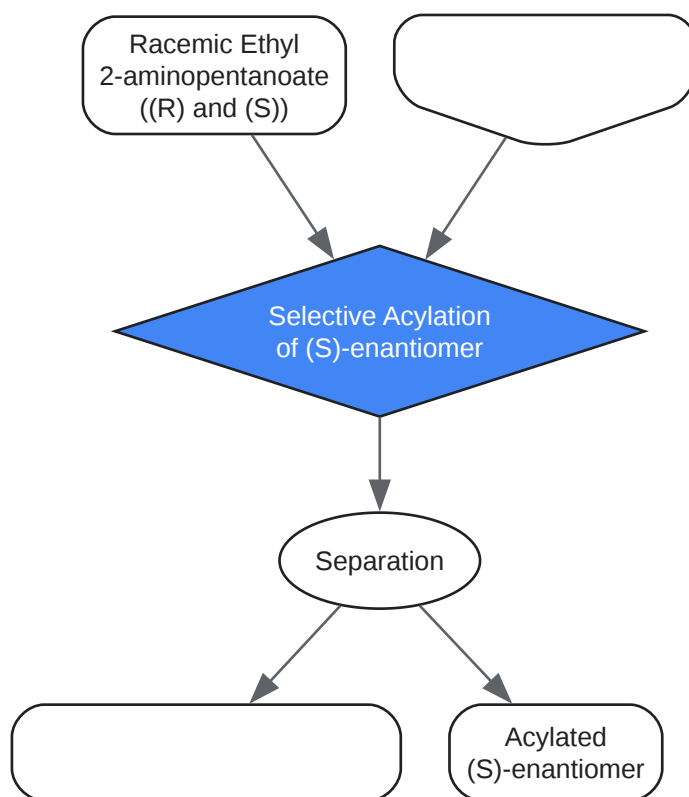 Racemic Ethyl
2-aminopentanoate
((R) and (S))
Selective Acylation
of (S)-enantiomer
Separation
Acylated
(S)-enantiomer